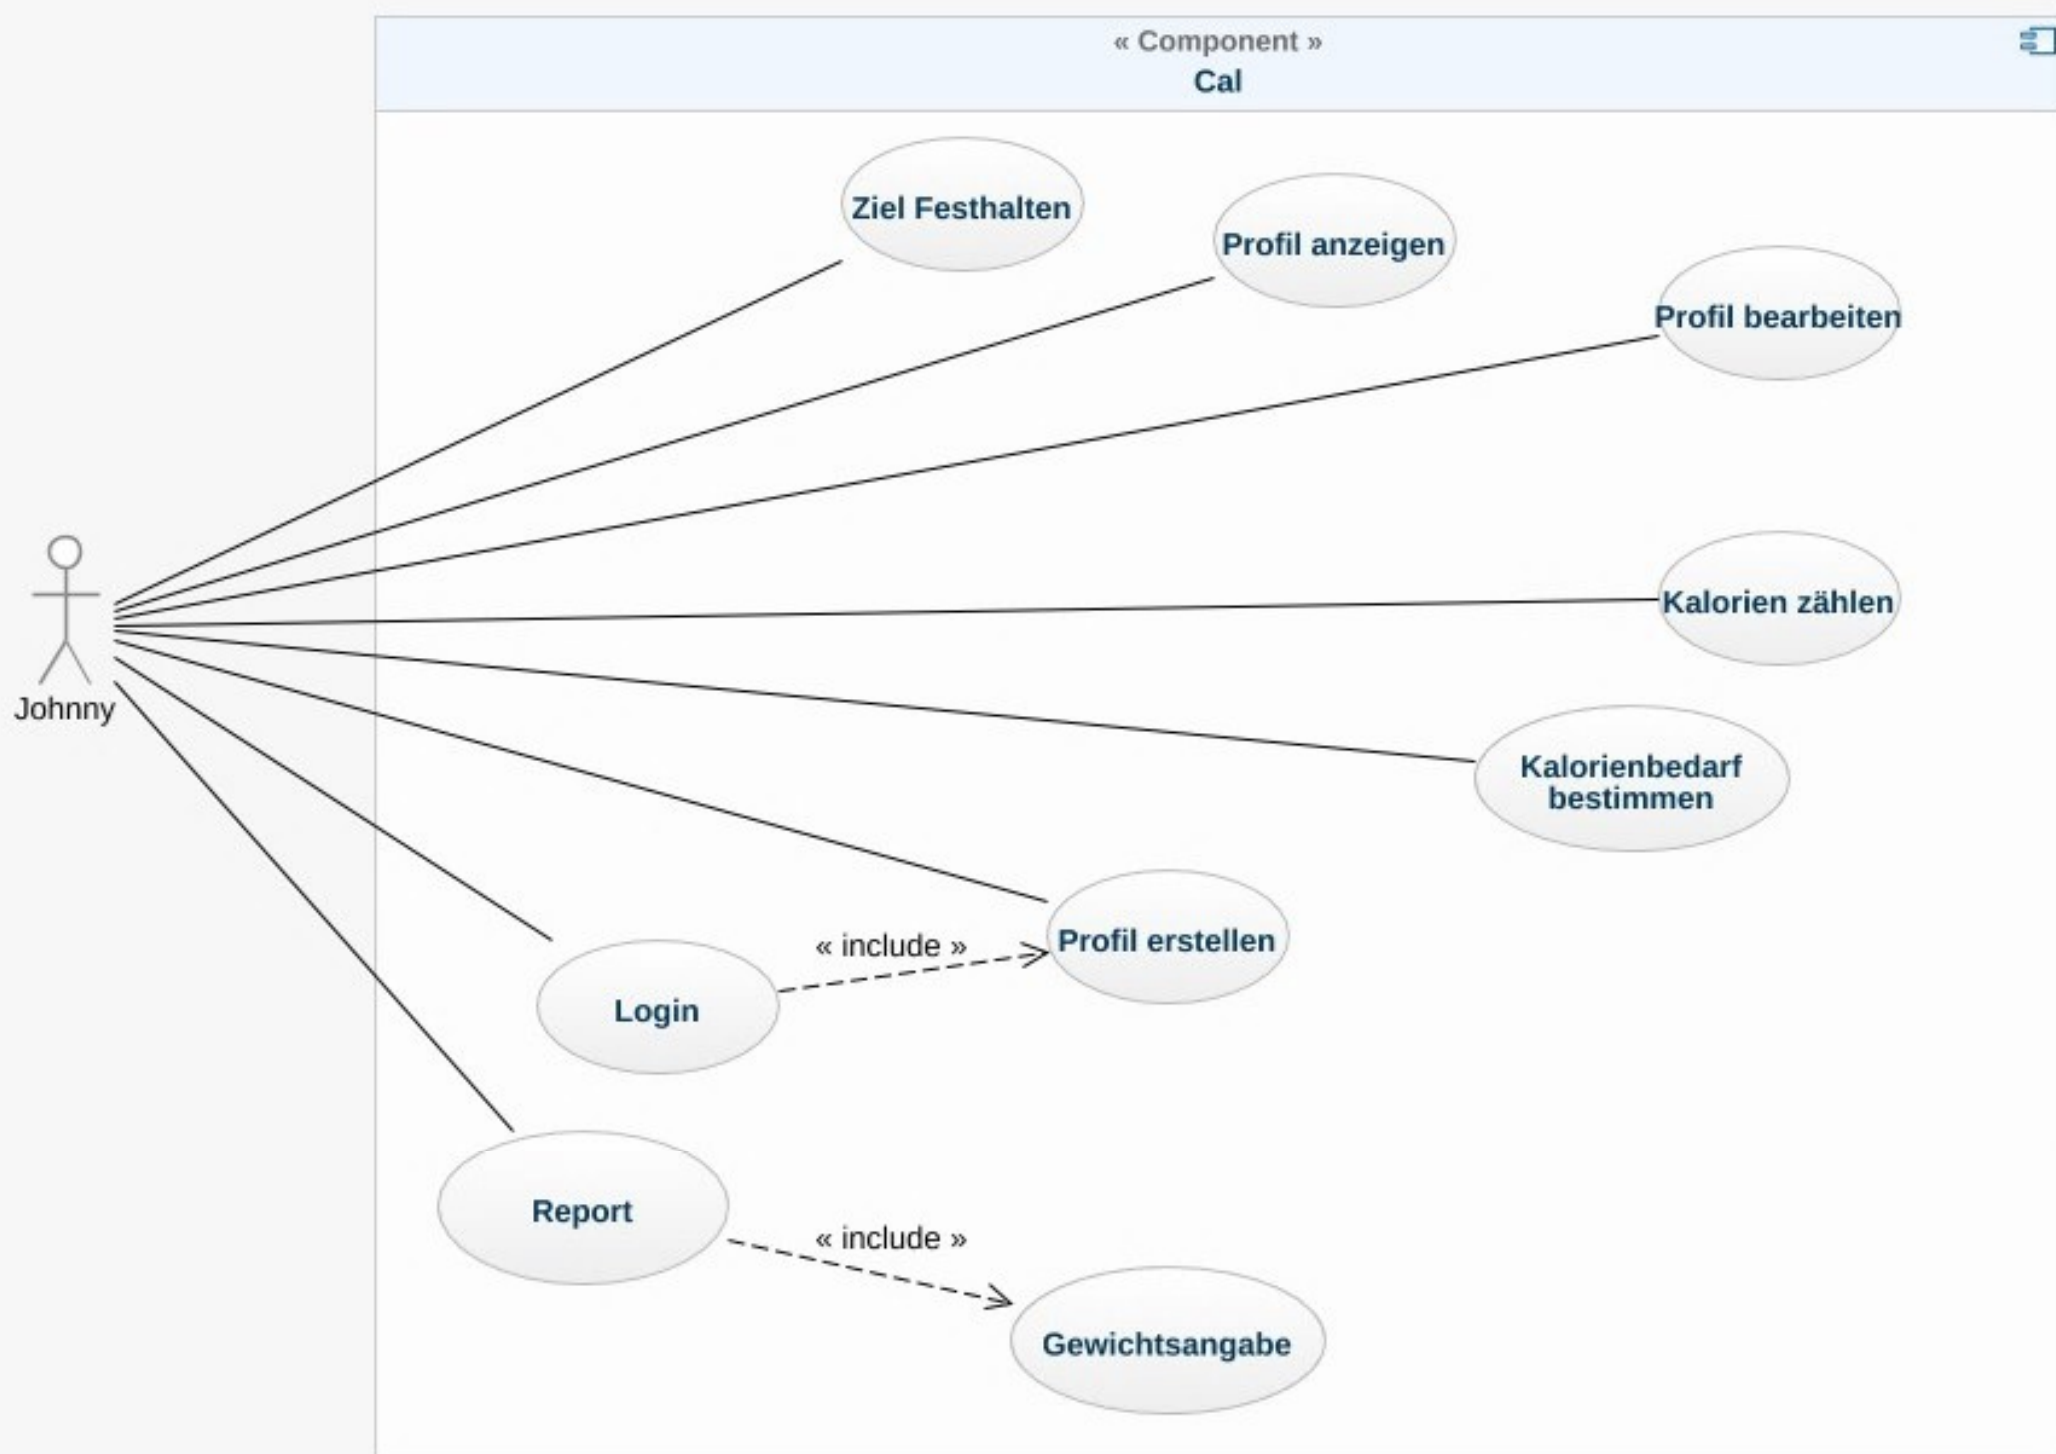 « Component »
Cal
Ziel Festhalten
Profil anzeigen
Profil bearbeiten
Kalorien zählen
Johnny
Kalorienbedarf
bestimmen
« include »
Profil erstellen
Login
Report
« include »
Gewichtsangabe